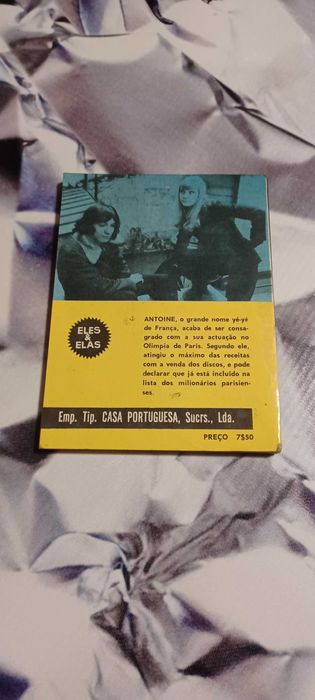 ELES
&
ELAS
ANTOINE, o grande nome yé-yé
de França, acaba de ser consa-
grado com a sua actuação no
Olímpia de Paris. Segundo ele,
atingiu o máximo das receitas
com a venda dos discos, e pode
declarar que já está incluído na
lista dos milionários parisien-
ses.
Emp. Tip. CASA PORTUGUESA, Sucrs., Lda.
PREÇO 7$50